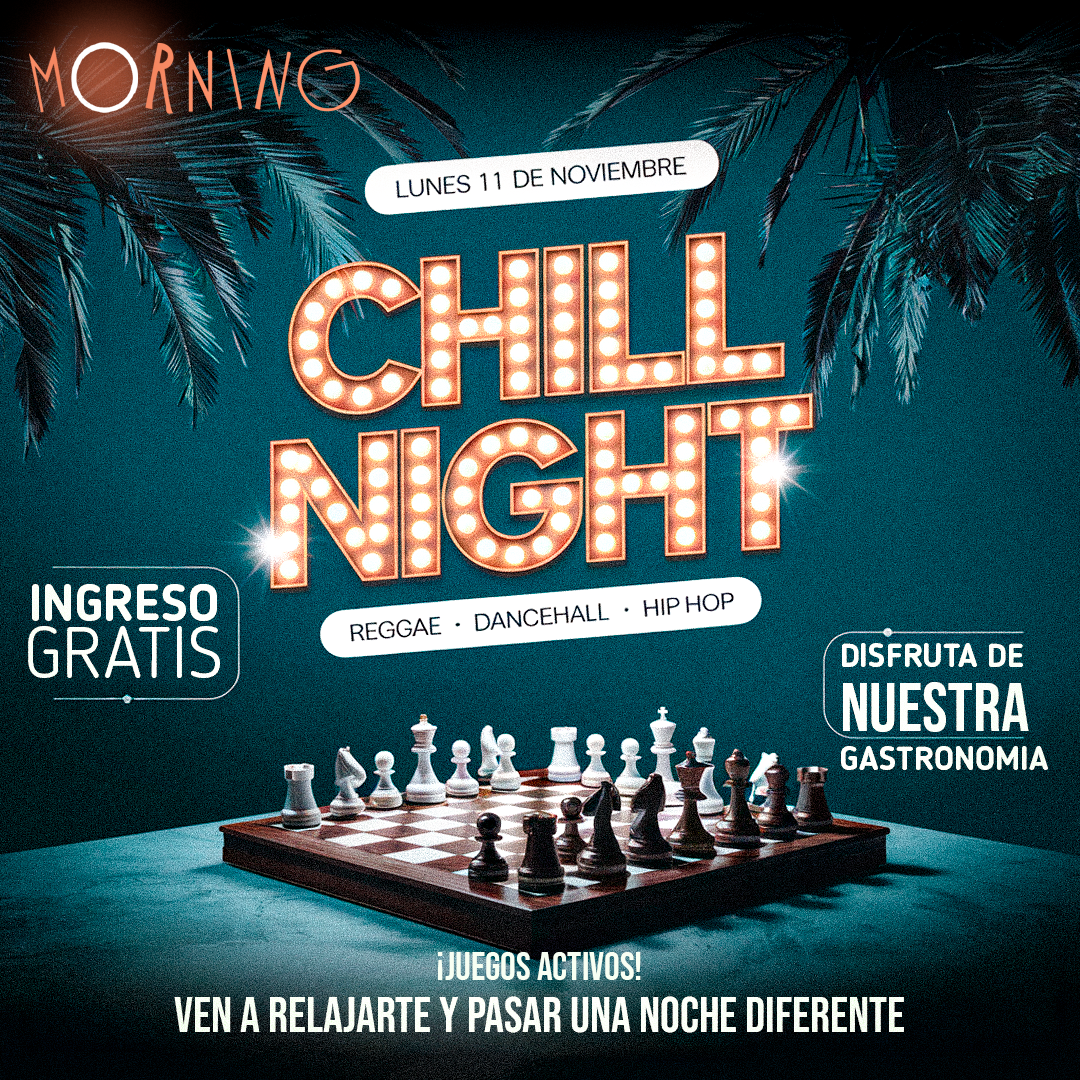 MORNING
LUNES 11 DE NOVIEMBRE
CHILL
NIGHT
REGGAE · DANCEHALL · HIP HOP
INGRESO
GRATIS
DISFRUTA DE
NUESTRA
GASTRONOMIA
¡JUEGOS ACTIVOS!
VEN A RELAJARTE Y PASAR UNA NOCHE DIFERENTE